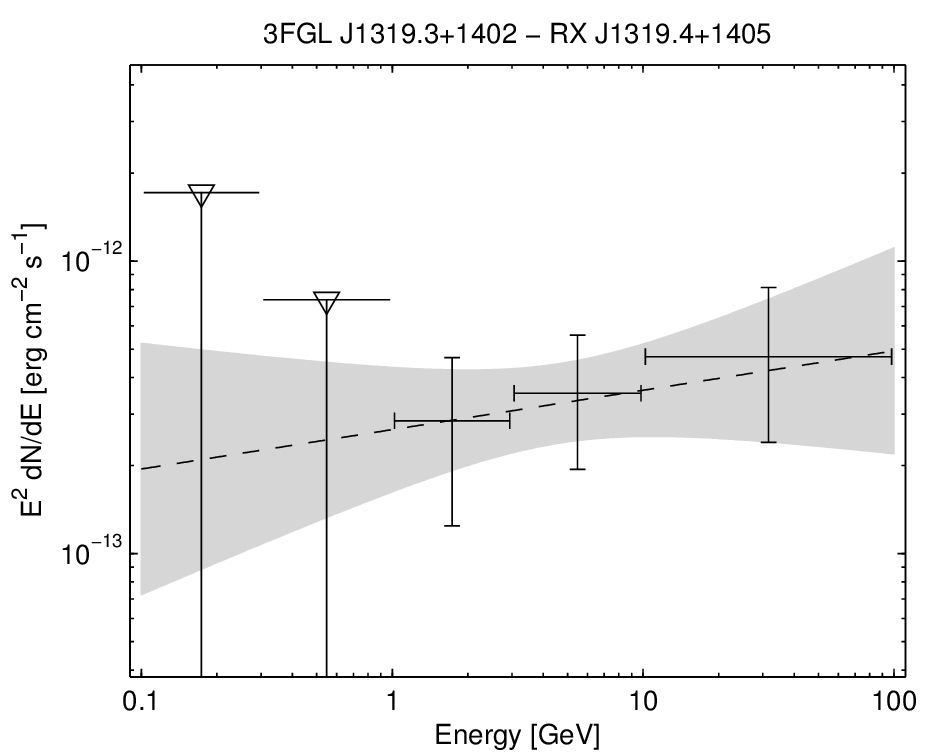 3FGL J1319.3+1402 − RX J1319.4+1405
E² dN/dE [erg cm⁻² s⁻¹]
10⁻¹²
10⁻¹³
0.1 1 10 100
Energy [GeV]